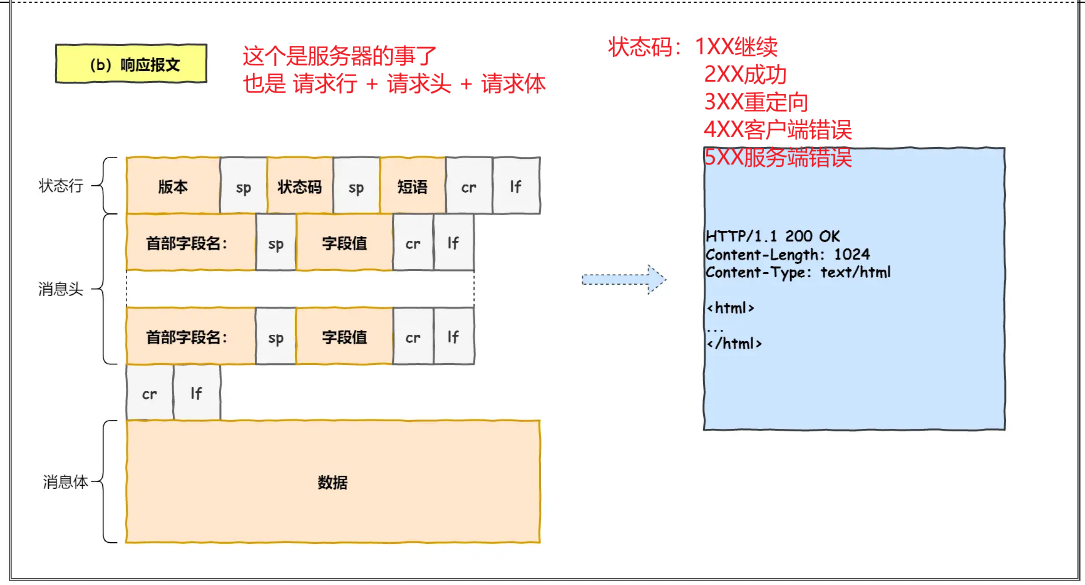 (b) 响应报文
这个是服务器的事了
也是 请求行 + 请求头 + 请求体
状态码：1XX继续
2XX成功
3XX重定向
4XX客户端错误
5XX服务端错误
状态行 版本 sp 状态码 sp 短语 cr lf
首部字段名： sp 字段值 cr lf
消息头
首部字段名： sp 字段值 cr lf
cr lf
消息体 数据
HTTP/1.1 200 OK
Content-Length: 1024
Content-Type: text/html
<html>
...
</html>